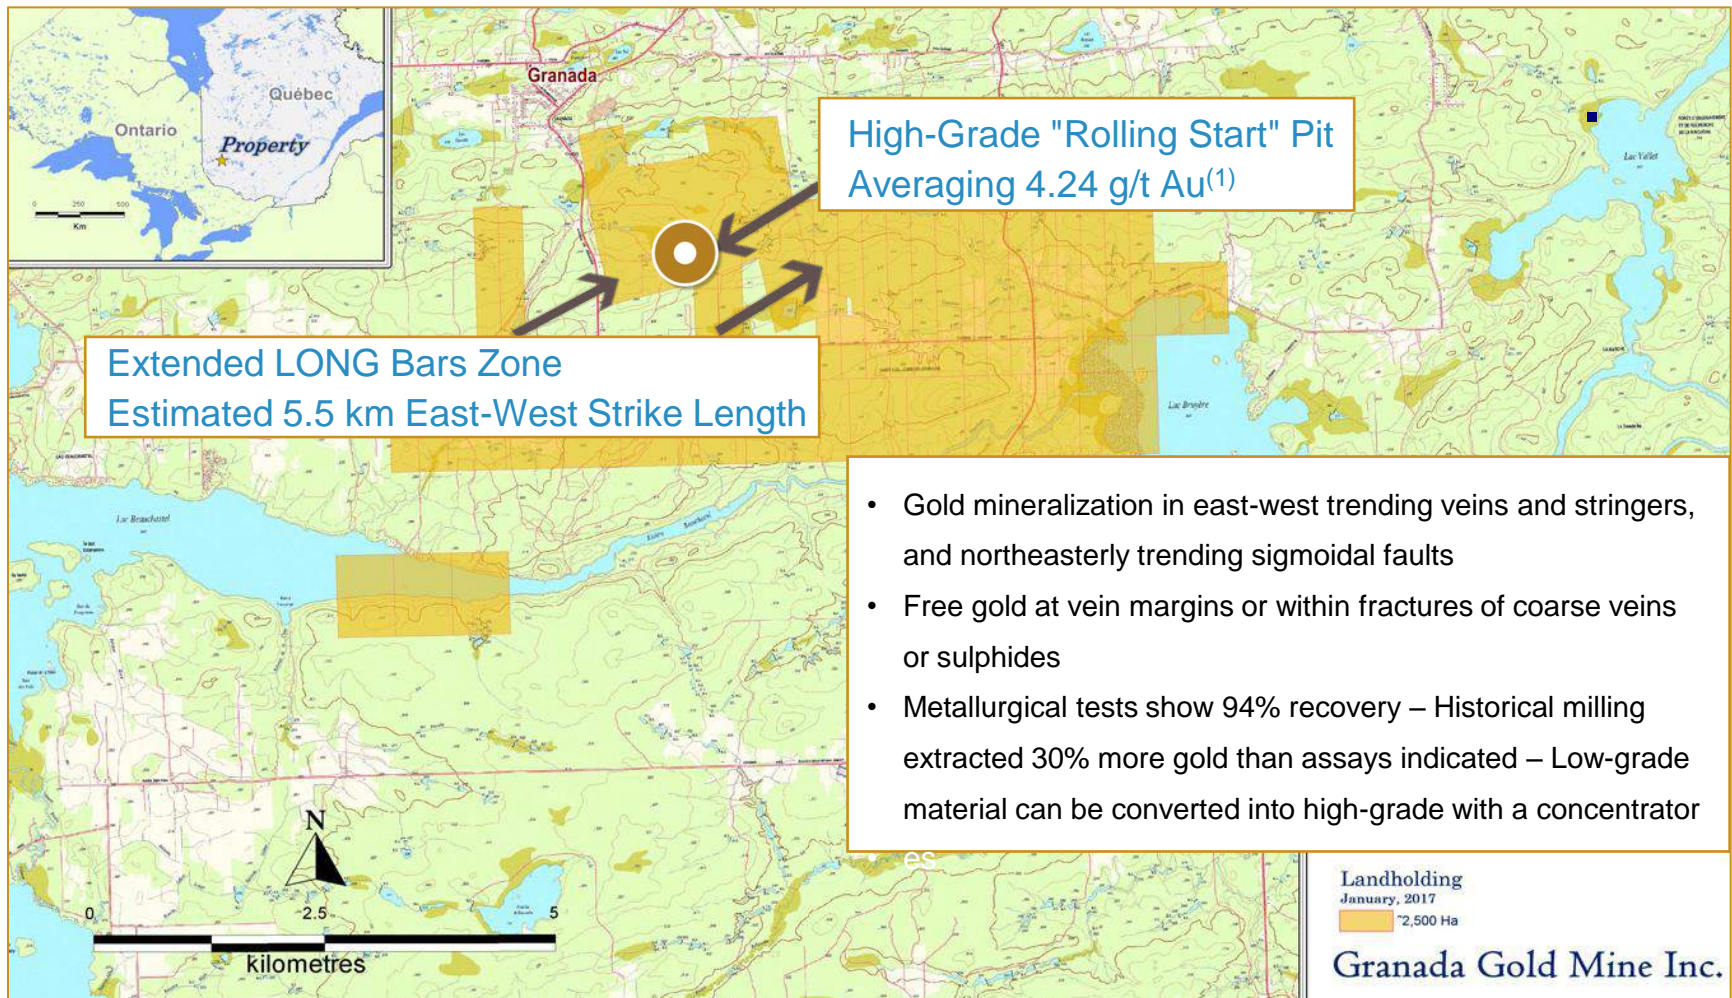 Québec
Ontario
Property
0 250 500
Km
Granada
High-Grade "Rolling Start" Pit
Averaging 4.24 g/t Au(1)
Lac Vallet
Extended LONG Bars Zone
Estimated 5.5 km East-West Strike Length
Lac Bruyère
Lac Beauchastel
• Gold mineralization in east-west trending veins and stringers,
and northeasterly trending sigmoidal faults
• Free gold at vein margins or within fractures of coarse veins
or sulphides
• Metallurgical tests show 94% recovery – Historical milling
extracted 30% more gold than assays indicated – Low-grade
material can be converted into high-grade with a concentrator
• es
N
0 2.5 5
kilometres
Landholding
January, 2017
~2,500 Ha
Granada Gold Mine Inc.